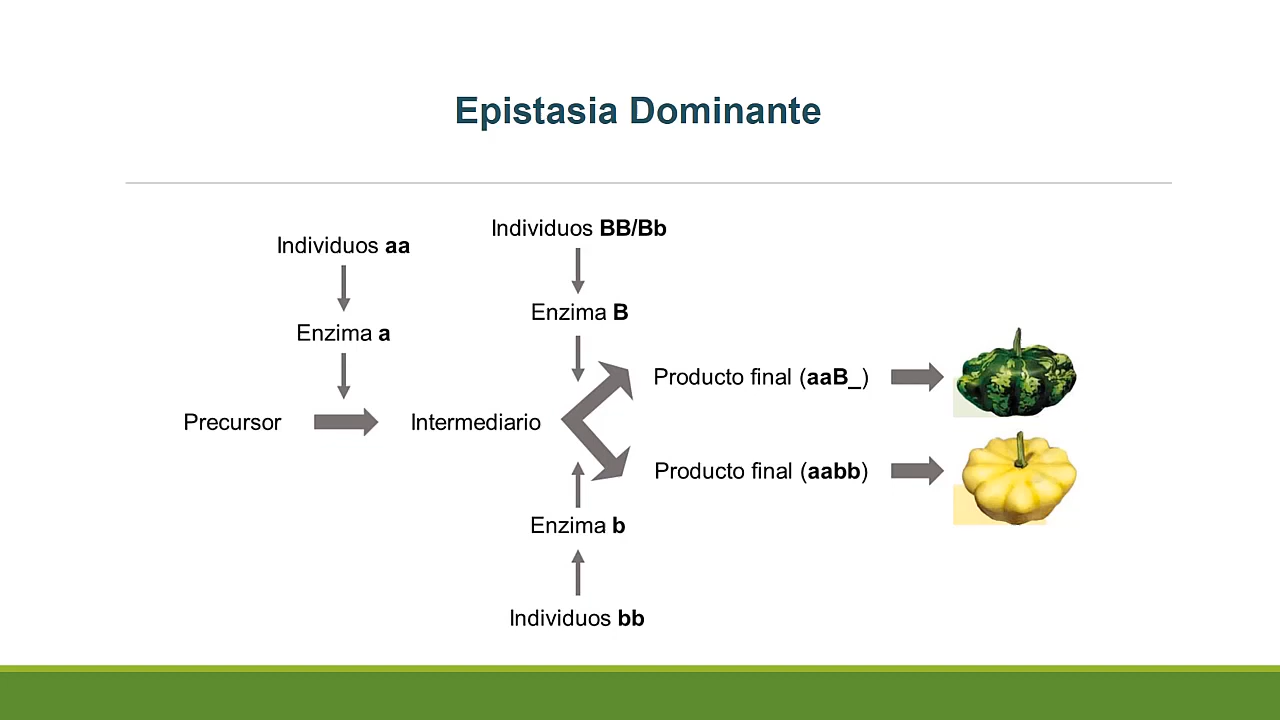 Epistasia Dominante
Individuos aa
Enzima a
Precursor
Intermediario
Individuos BB/Bb
Enzima B
Enzima b
Individuos bb
Producto final (aaB_)
Producto final (aabb)